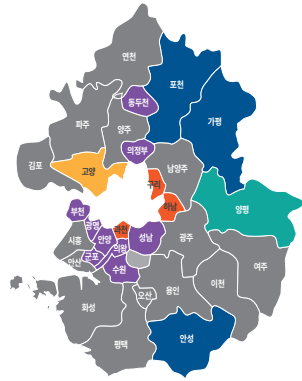 연천
포천
동두천
가평
파주
양주
의정부
김포
고양
남양주
구리
하남
양평
부천
광명
과천
시흥
안양
성남
광주
의왕
안산
군포
수원
여주
이천
용인
오산
화성
안성
평택